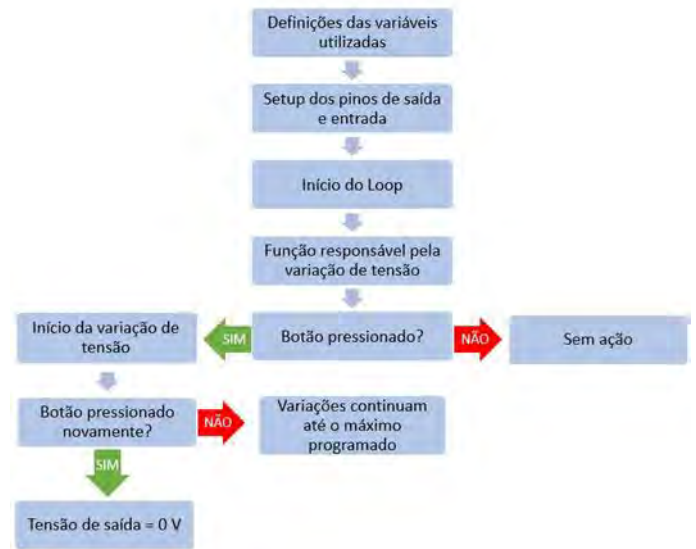 Definições das variáveis
utilizadas
Setup dos pinos de saída
e entrada
Início do Loop
Função responsável pela
variação de tensão
Botão pressionado?
SIM
NÃO
Início da variação de
tensão
Sem ação
Botão pressionado
novamente?
NÃO
Variações continuam
até o máximo
programado
SIM
Tensão de saída = 0 V